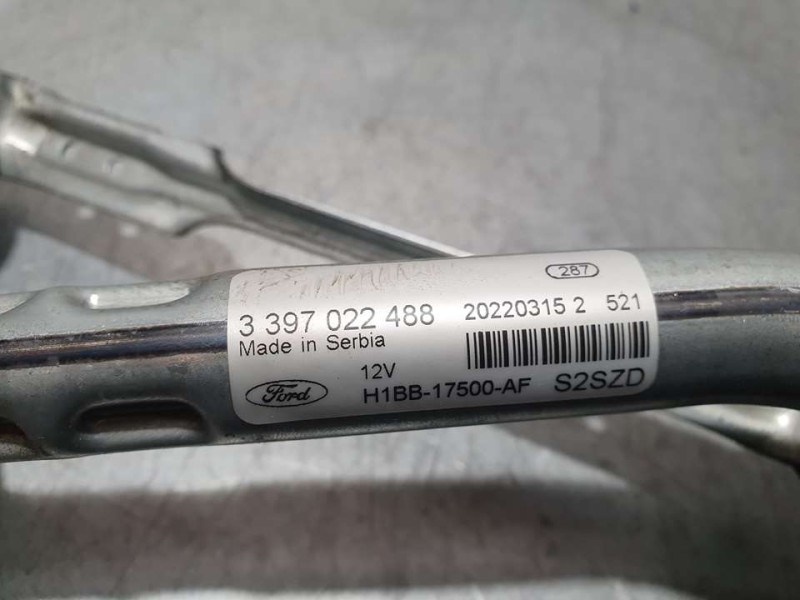 287
3 397 022 488 20220315 2 521
Made in Serbia
12V
Ford H1BB-17500-AF S2SZD